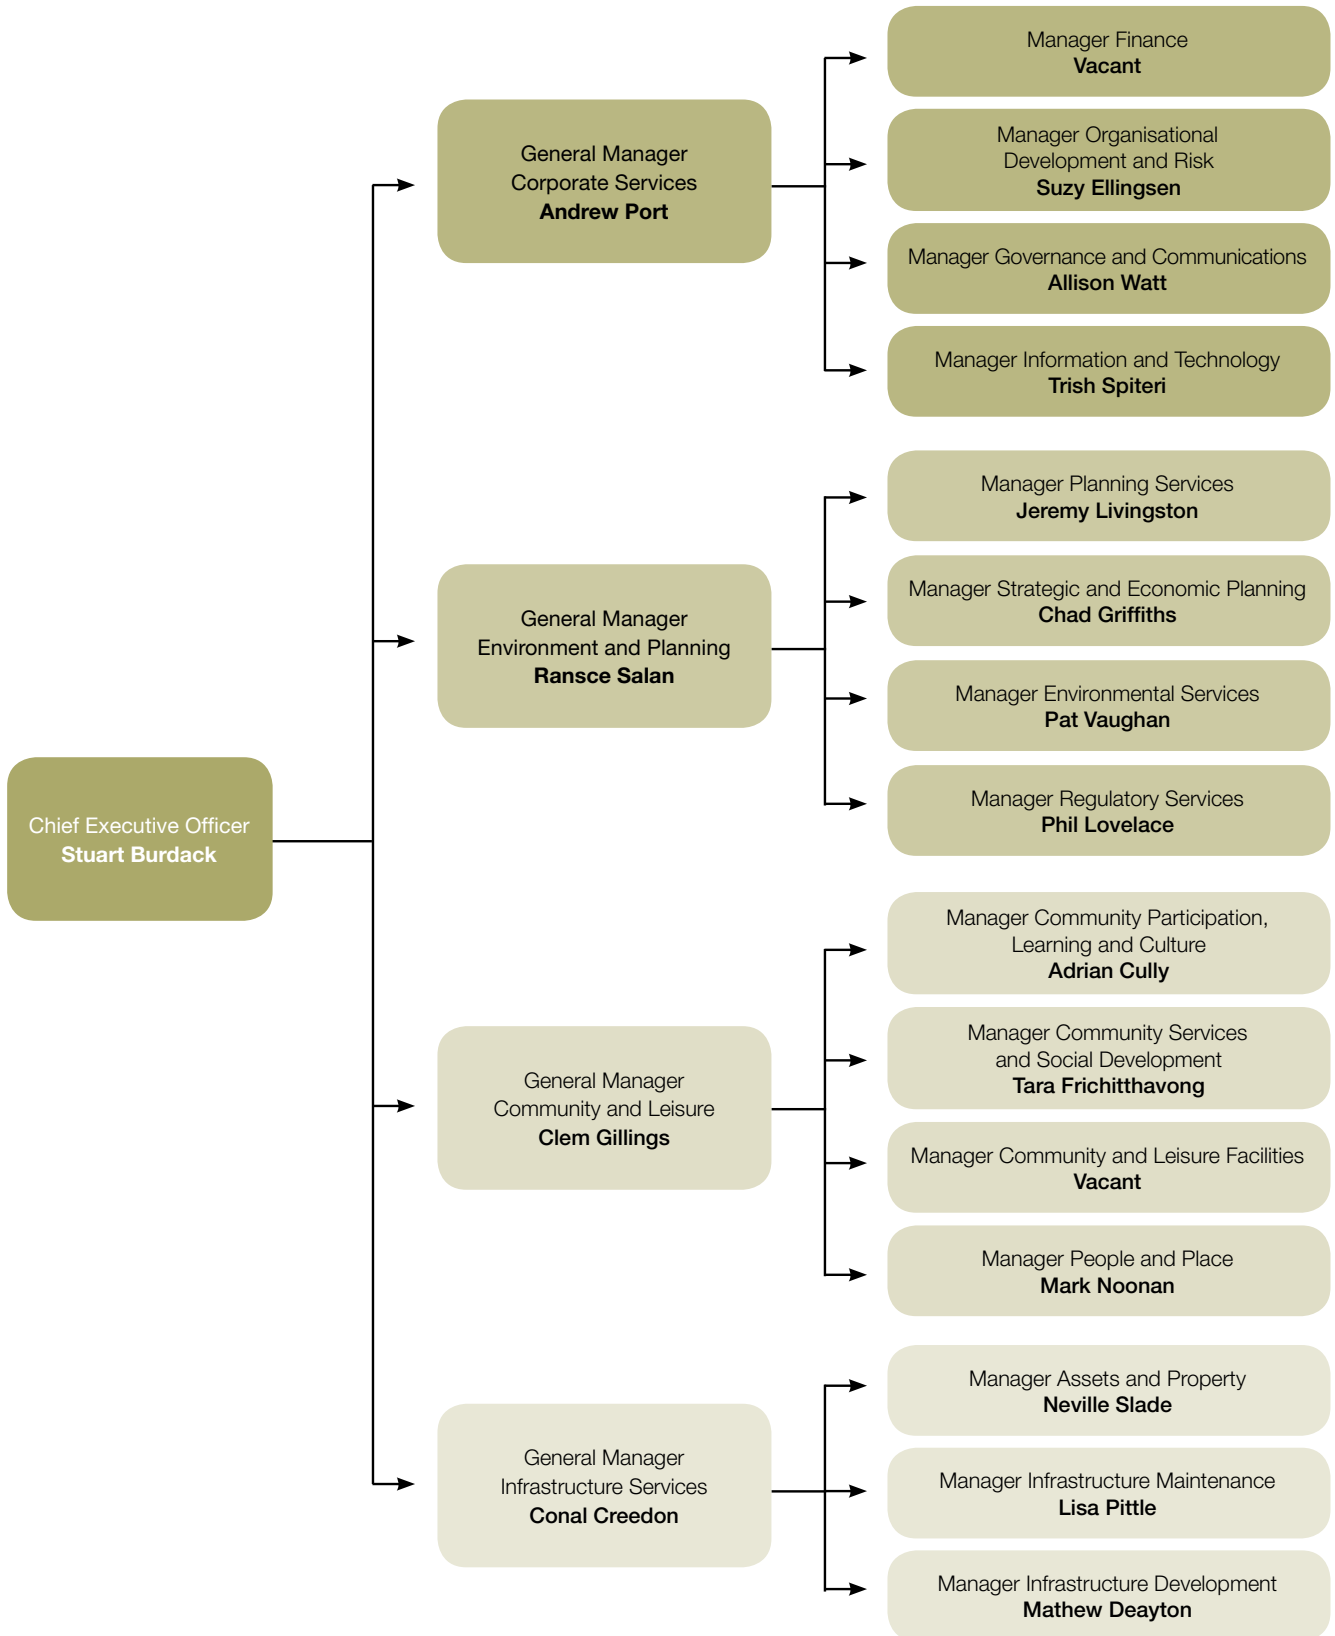 Chief Executive Officer
Stuart Burdack
General Manager
Corporate Services
Andrew Port
Manager Finance
Vacant
Manager Organisational
Development and Risk
Suzy Ellingsen
Manager Governance and Communications
Allison Watt
Manager Information and Technology
Trish Spiteri
General Manager
Environment and Planning
Ransce Salan
Manager Planning Services
Jeremy Livingston
Manager Strategic and Economic Planning
Chad Griffiths
Manager Environmental Services
Pat Vaughan
Manager Regulatory Services
Phil Lovelace
General Manager
Community and Leisure
Clem Gillings
Manager Community Participation,
Learning and Culture
Adrian Cully
Manager Community Services
and Social Development
Tara Frichitthavong
Manager Community and Leisure Facilities
Vacant
Manager People and Place
Mark Noonan
General Manager
Infrastructure Services
Conal Creedon
Manager Assets and Property
Neville Slade
Manager Infrastructure Maintenance
Lisa Pittle
Manager Infrastructure Development
Mathew Deayton